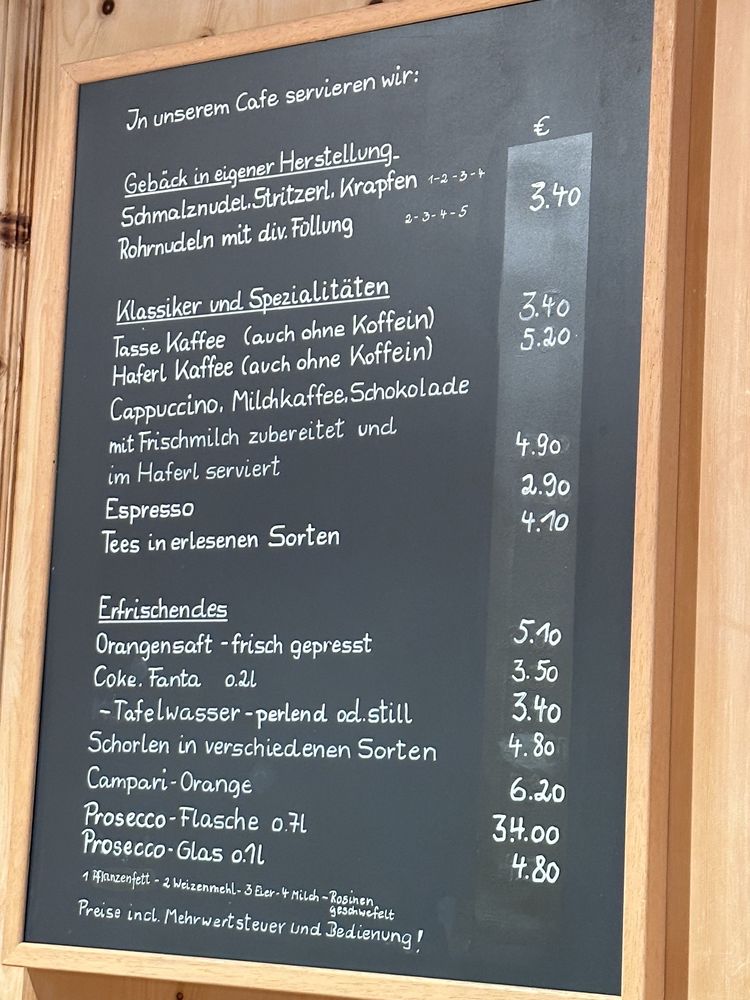 In unserem Cafe servieren wir:
€
Gebäck in eigener Herstellung
Schmalznudel, Stritzerl, Krapfen 1-2-3-4 3.40
Rohrnudeln mit div. Füllung 2-3-4-5
Klassiker und Spezialitäten
Tasse Kaffee (auch ohne Koffein) 3.40
Haferl Kaffee (auch ohne Koffein) 5.20
Cappuccino, Milchkaffee, Schokolade
mit Frischmilch zubereitet und
im Haferl serviert 4.90
Espresso 2.90
Tees in erlesenen Sorten 4.10
Erfrischendes
Orangensaft - frisch gepresst 5.10
Coke, Fanta 0.2l 3.50
- Tafelwasser - perlend od. still 3.40
Schorlen in verschiedenen Sorten 4.80
Campari - Orange 6.20
Prosecco - Flasche 0.7l 34.00
Prosecco - Glas 0.1l 4.80
1 Pflanzenfett - 2 Weizenmehl - 3 Eier - 4 Milch - Rosinen
geschwefelt
Preise incl. Mehrwertsteuer und Bedienung!